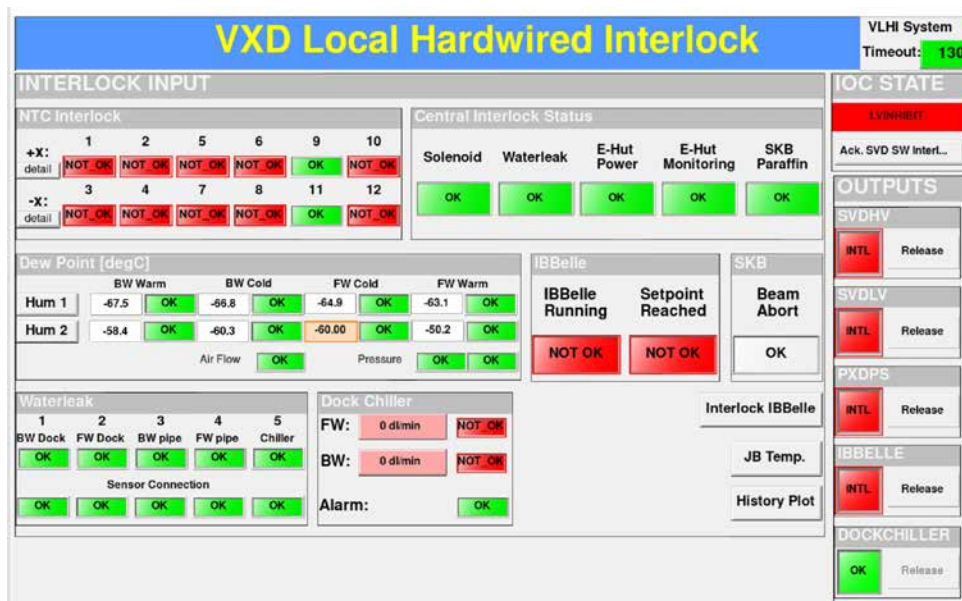 VXD Local Hardwired Interlock
VLHI System
Timeout: 130
INTERLOCK INPUT
NTC Interlock
1 2 5 6 9 10
+x:
detail
NOT_OK NOT_OK NOT_OK NOT_OK OK NOT_OK
3 4 7 8 11 12
-x:
detail
NOT_OK NOT_OK NOT_OK NOT_OK OK NOT_OK
Central Interlock Status
Solenoid Waterleak E-Hut Power E-Hut Monitoring SKB Paraffin
OK OK OK OK OK
Dew Point [degC]
BW Warm BW Cold FW Cold FW Warm
Hum 1 -67.5 OK -66.8 OK -64.9 OK -63.1 OK
Hum 2 -58.4 OK -60.3 OK -60.00 OK -50.2 OK
Air Flow OK Pressure OK OK
IBBelle
IBBelle Running
Setpoint Reached
NOT OK NOT OK
SKB
Beam Abort
OK
Waterleak
1 2 3 4 5
BW Dock FW Dock BW pipe FW pipe Chiller
OK OK OK OK OK
Sensor Connection
OK OK OK OK OK
Dock Chiller
FW: 0 dl/min NOT_OK
BW: 0 dl/min NOT_OK
Alarm: OK
Interlock IBBelle
JB Temp.
History Plot
IOC STATE
LVINHIBIT
Ack. SVD SW Interl...
OUTPUTS
SVDHV
INTL Release
SVDLV
INTL Release
PXDPS
INTL Release
IBBELLE
INTL Release
DOCKCHILLER
OK Release